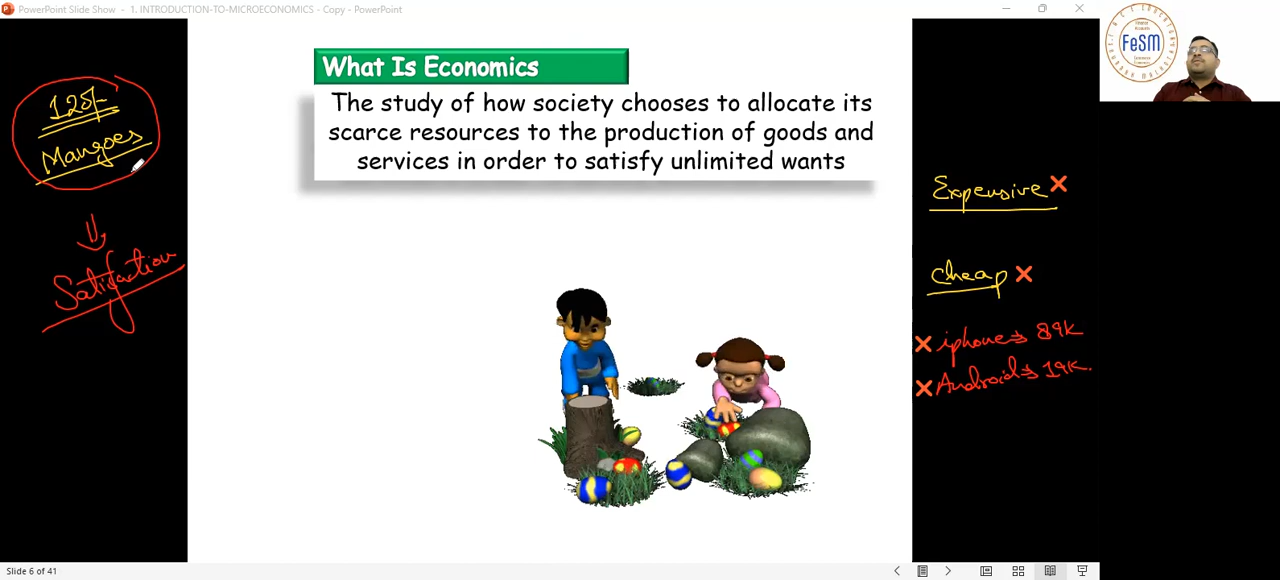 PowerPoint Slide Show - 1. INTRODUCTION-TO-MICROECONOMICS - Copy - PowerPoint
What Is Economics
The study of how society chooses to allocate its
scarce resources to the production of goods and
services in order to satisfy unlimited wants
125/-
Mangoes
⇓
Satisfaction
Expensive ❌
Cheap ❌
❌ iphone → 89K
❌ Android → 19K.
FeSM
Slide 6 of 41